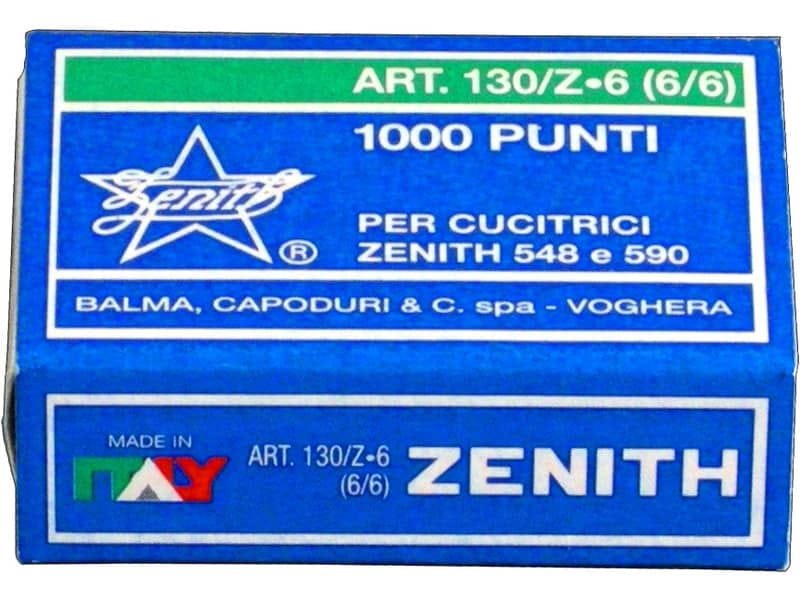 ART. 130/Z•6 (6/6)
1000 PUNTI
Zenith
®
PER CUCITRICI
ZENITH 548 e 590
BALMA, CAPODURI & C. spa - VOGHERA
MADE IN
ITALY
ART. 130/Z•6
(6/6)
ZENITH